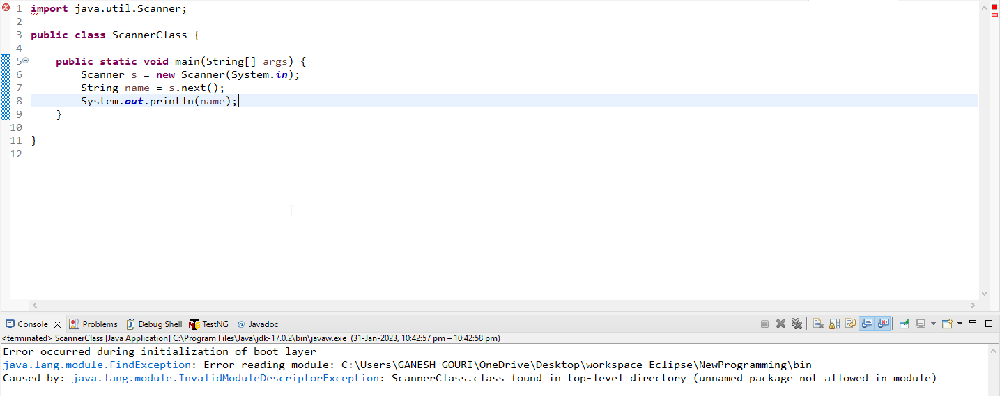 1 import java.util.Scanner;
2
3 public class ScannerClass {
4
5 public static void main(String[] args) {
6 Scanner s = new Scanner(System.in);
7 String name = s.next();
8 System.out.println(name);
9 }
10
11 }
12
Console Problems Debug Shell TestNG @ Javadoc
<terminated> ScannerClass [Java Application] C:\Program Files\Java\jdk-17.0.2\bin\javaw.exe (31-Jan-2023, 10:42:57 pm – 10:42:58 pm)
Error occurred during initialization of boot layer
java.lang.module.FindException: Error reading module: C:\Users\GANESH GOURI\OneDrive\Desktop\workspace-Eclipse\NewProgramming\bin
Caused by: java.lang.module.InvalidModuleDescriptorException: ScannerClass.class found in top-level directory (unnamed package not allowed in module)